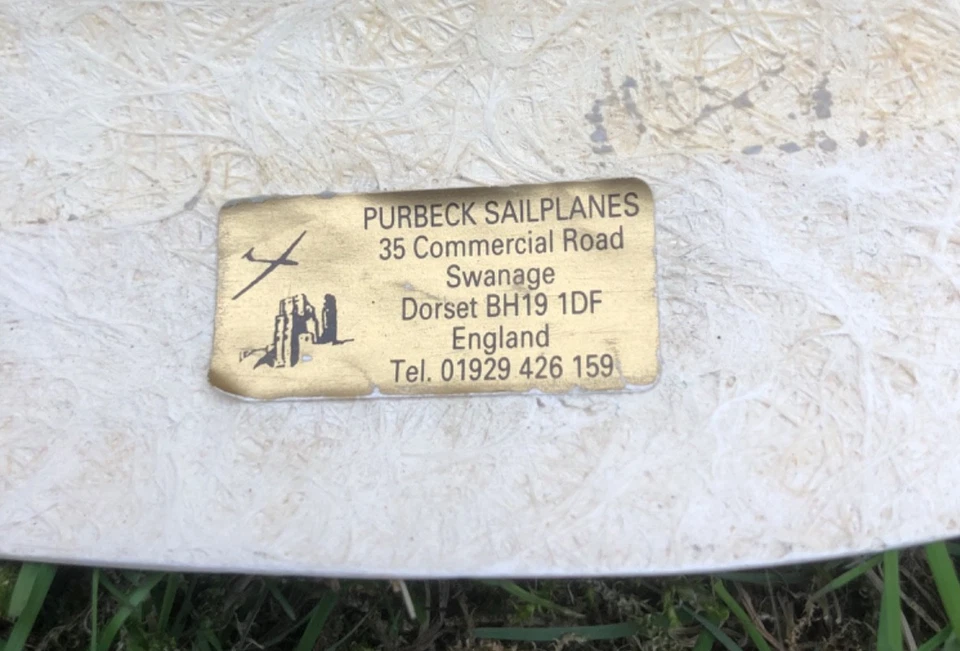 PURBECK SAILPLANES
35 Commercial Road
Swanage
Dorset BH19 1DF
England
Tel. 01929 426 159